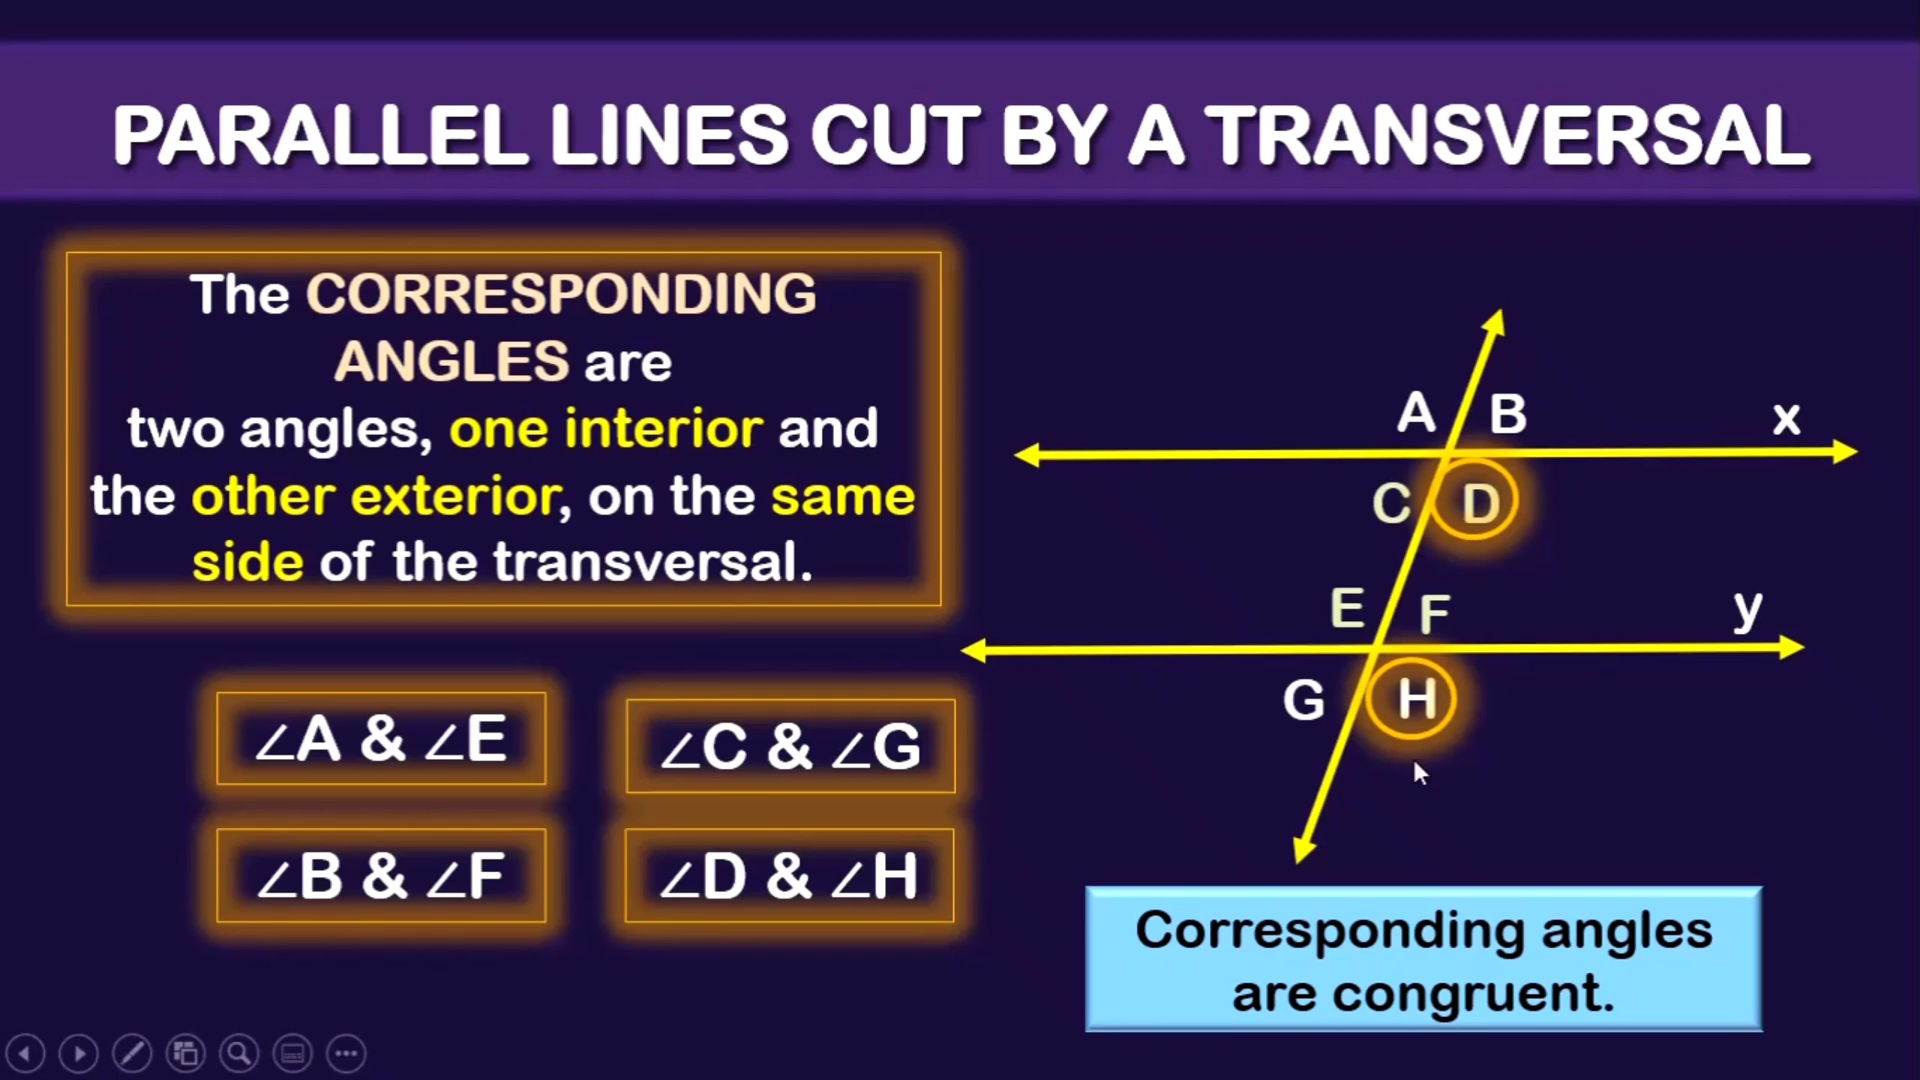 PARALLEL LINES CUT BY A TRANSVERSAL
The CORRESPONDING
ANGLES are
two angles, one interior and
the other exterior, on the same
side of the transversal.
∠A & ∠E
∠C & ∠G
∠B & ∠F
∠D & ∠H
A B x
C D
E F y
G H
Corresponding angles
are congruent.